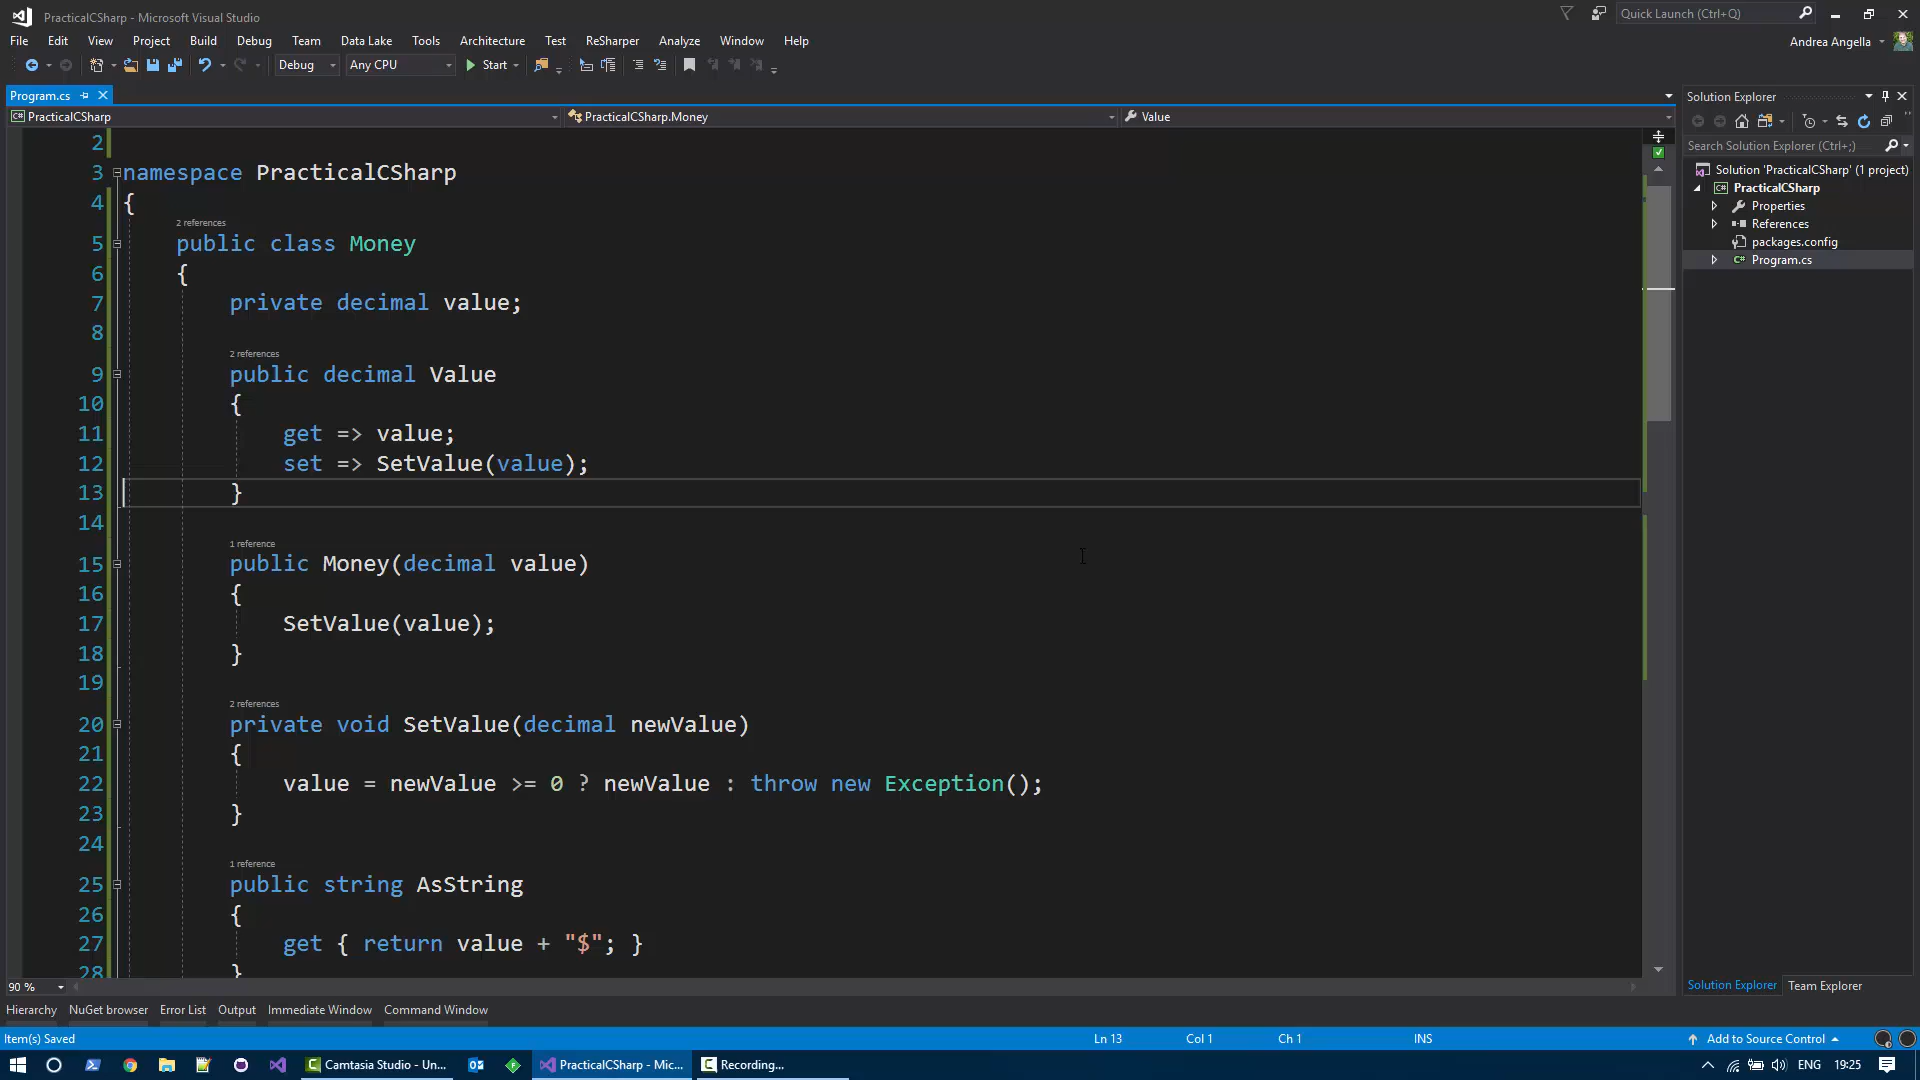 PracticalCSharp - Microsoft Visual Studio
Quick Launch (Ctrl+Q)
File Edit View Project Build Debug Team Data Lake Tools Architecture Test ReSharper Analyze Window Help
Andrea Angella
Debug Any CPU Start
Program.cs
Solution Explorer
PracticalCSharp PracticalCSharp.Money Value
Search Solution Explorer (Ctrl+;)
Solution 'PracticalCSharp' (1 project)
PracticalCSharp
Properties
References
packages.config
Program.cs
2
3 namespace PracticalCSharp
4 {
2 references
5 public class Money
6 {
7 private decimal value;
8
2 references
9 public decimal Value
10 {
11 get => value;
12 set => SetValue(value);
13 }
14
1 reference
15 public Money(decimal value)
16 {
17 SetValue(value);
18 }
19
2 references
20 private void SetValue(decimal newValue)
21 {
22 value = newValue >= 0 ? newValue : throw new Exception();
23 }
24
1 reference
25 public string AsString
26 {
27 get { return value + "$"; }
28 }
90 %
Solution Explorer Team Explorer
Hierarchy NuGet browser Error List Output Immediate Window Command Window
Item(s) Saved Ln 13 Col 1 Ch 1 INS Add to Source Control
Camtasia Studio - Un... PracticalCSharp - Mic... Recording... ENG 19:25